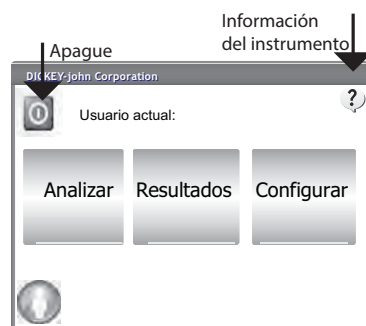 Información
del instrumento
Apague
DICKEY-john Corporation
Usuario actual:
?
Analizar
Resultados
Configurar